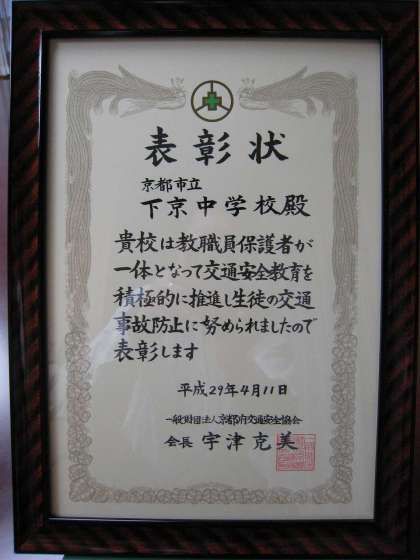 表彰状
京都市立
下京中学校殿
貴校は教職員保護者が
一体となって交通安全教育を
積極的に推進し生徒の交通
事故防止に努められましたので
表彰します
平成29年4月11日
一般財団法人京都府交通安全協会
会長 宇津克美